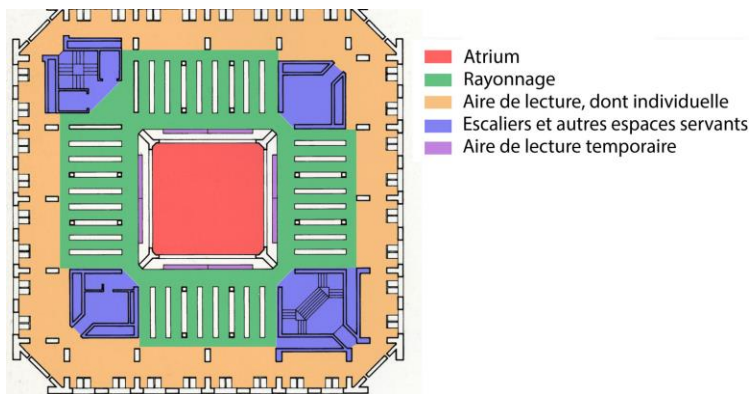 Atrium
Rayonnage
Aire de lecture, dont individuelle
Escaliers et autres espaces servants
Aire de lecture temporaire